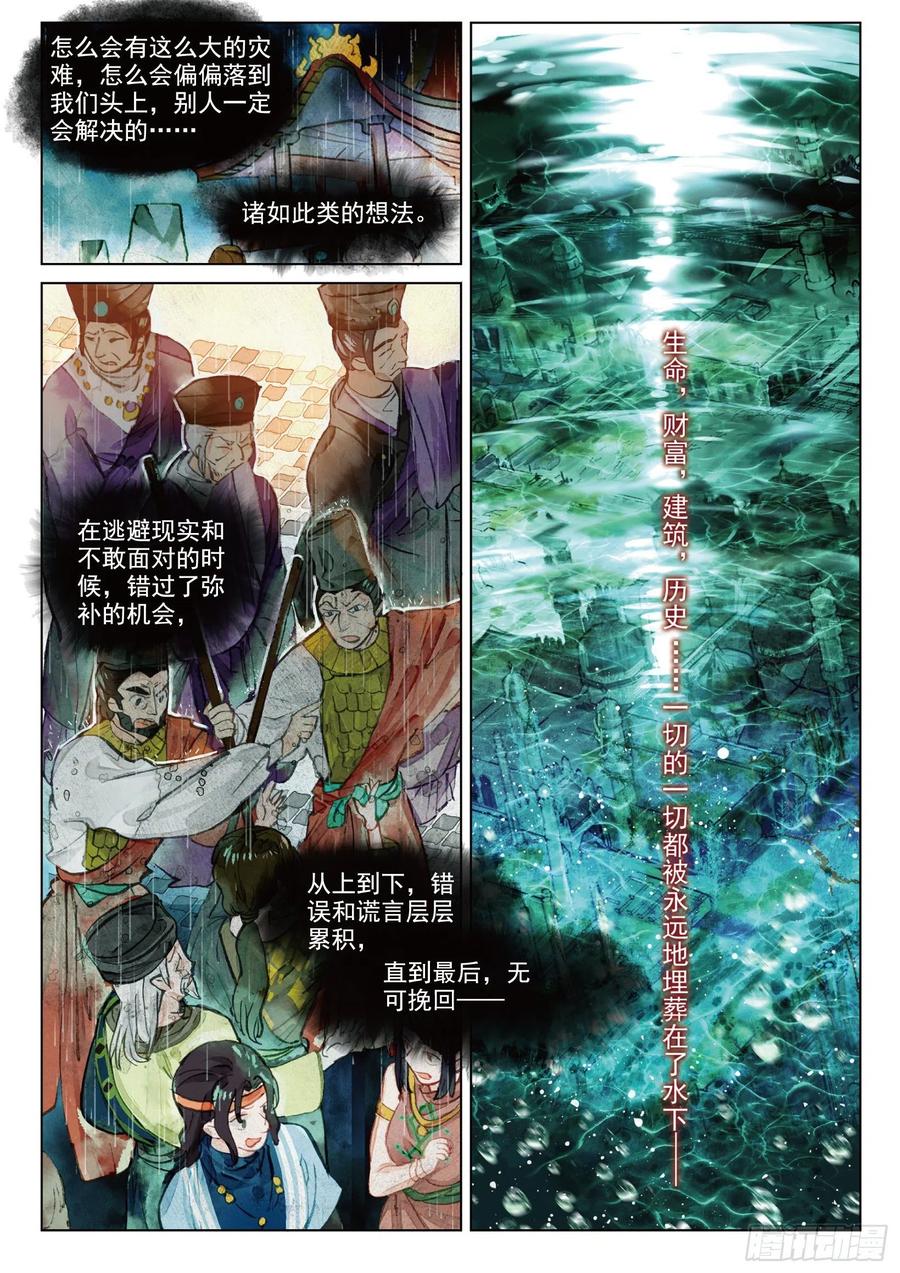 怎么会有这么大的灾
难，怎么会偏偏落到
我们头上，别人一定
会解决的……
诸如此类的想法。
在逃避现实和
不敢面对的时
候，错过了弥
补的机会，
从上到下，错
误和谎言层层
累积，
直到最后，无
可挽回——
生命，财富，建筑，历史……一切的一切都被永远地埋葬在了水下——
腾讯动漫